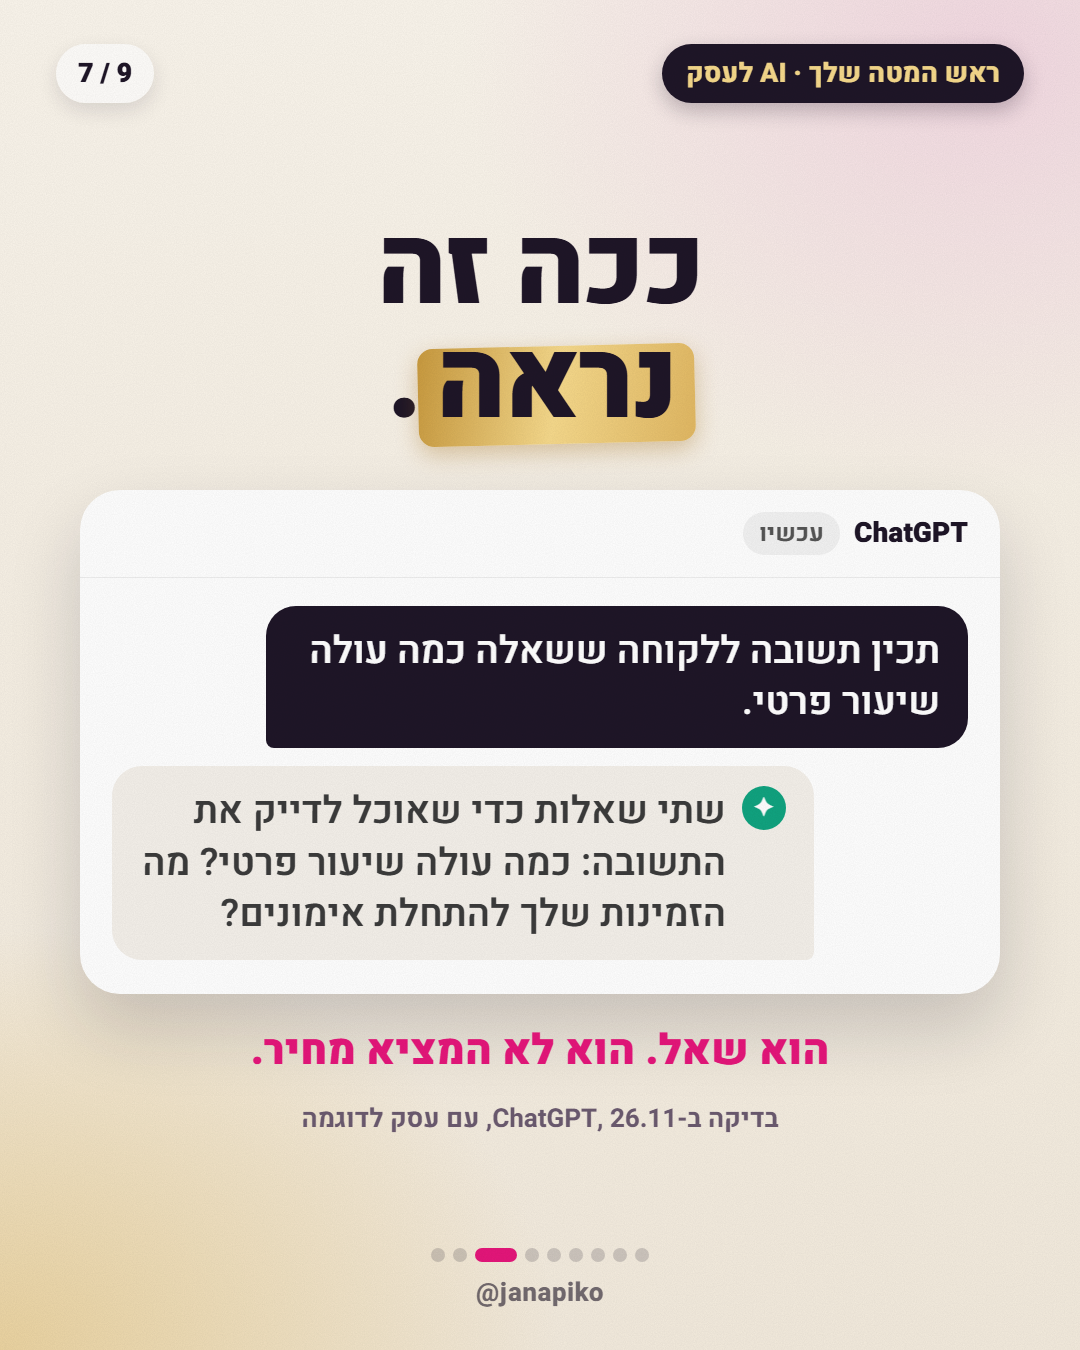 ראש המטה שלך · AI לעסק
7 / 9
ככה זה
נראה.
ChatGPT עכשיו
תכין תשובה ללקוחה ששאלה כמה עולה
שיעור פרטי.
שתי שאלות כדי שאוכל לדייק את
התשובה: כמה עולה שיעור פרטי? מה
הזמינות שלך להתחלת אימונים?
הוא שאל. הוא לא המציא מחיר.
בדיקה ב-ChatGPT, 26.11, עם עסק לדוגמה
@janapiko